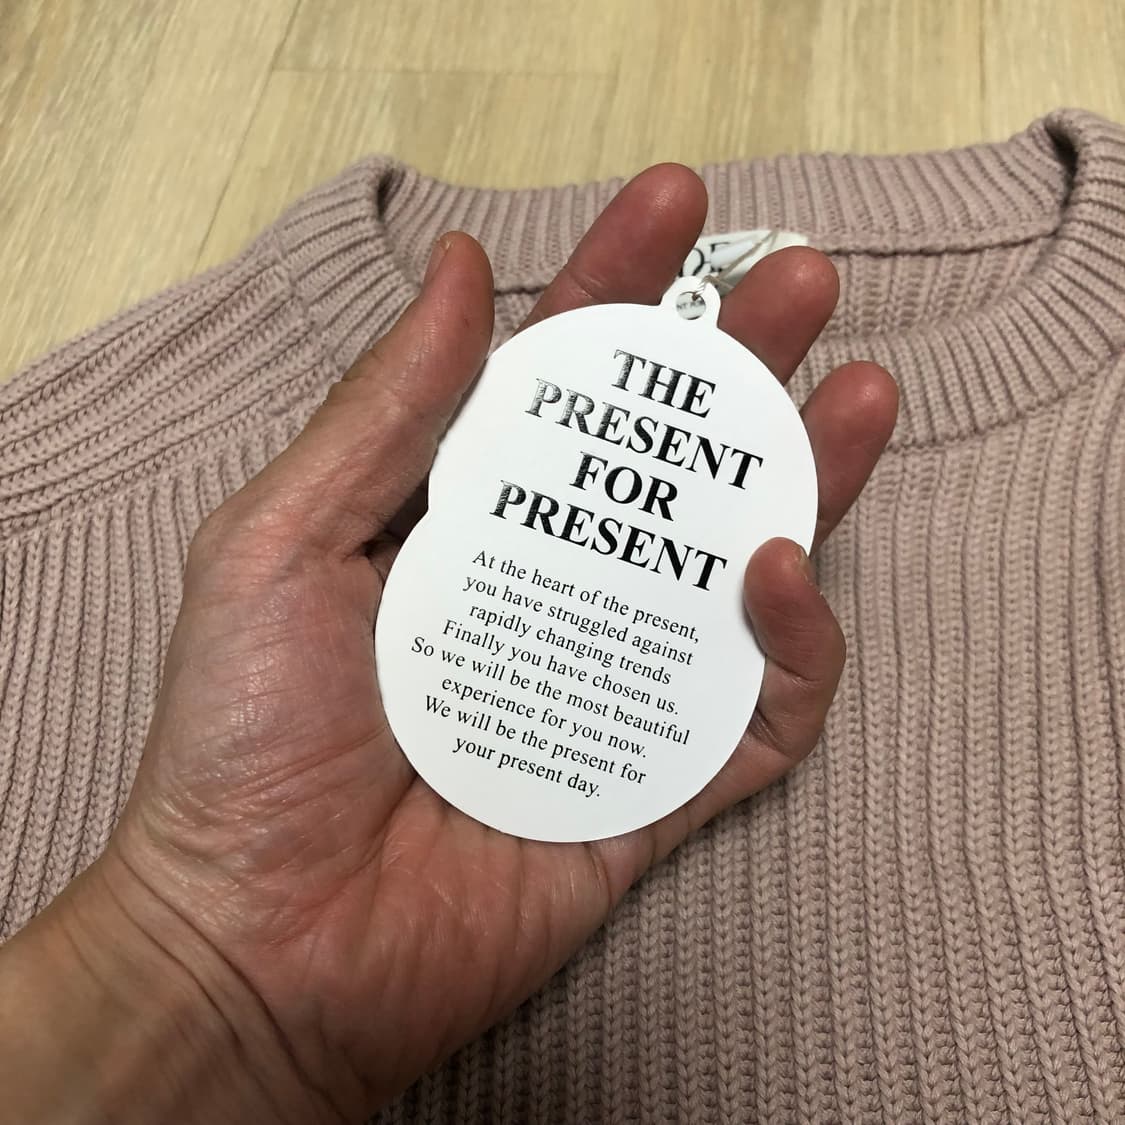 THE
PRESENT
FOR
PRESENT
At the heart of the present,
you have struggled against
rapidly changing trends
Finally you have chosen us.
So we will be the most beautiful
experience for you now.
We will be the present for
your present day.